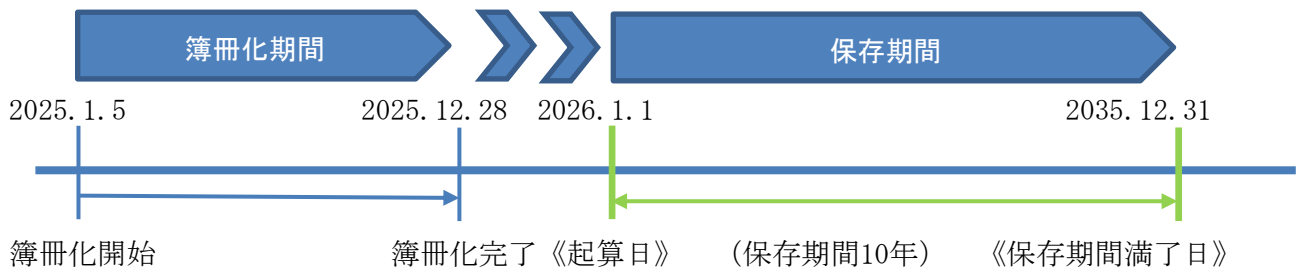 簿冊化期間 保存期間
2025.1.5 2025.12.28 2026.1.1 2035.12.31
簿冊化開始 簿冊化完了《起算日》 (保存期間10年) 《保存期間満了日》